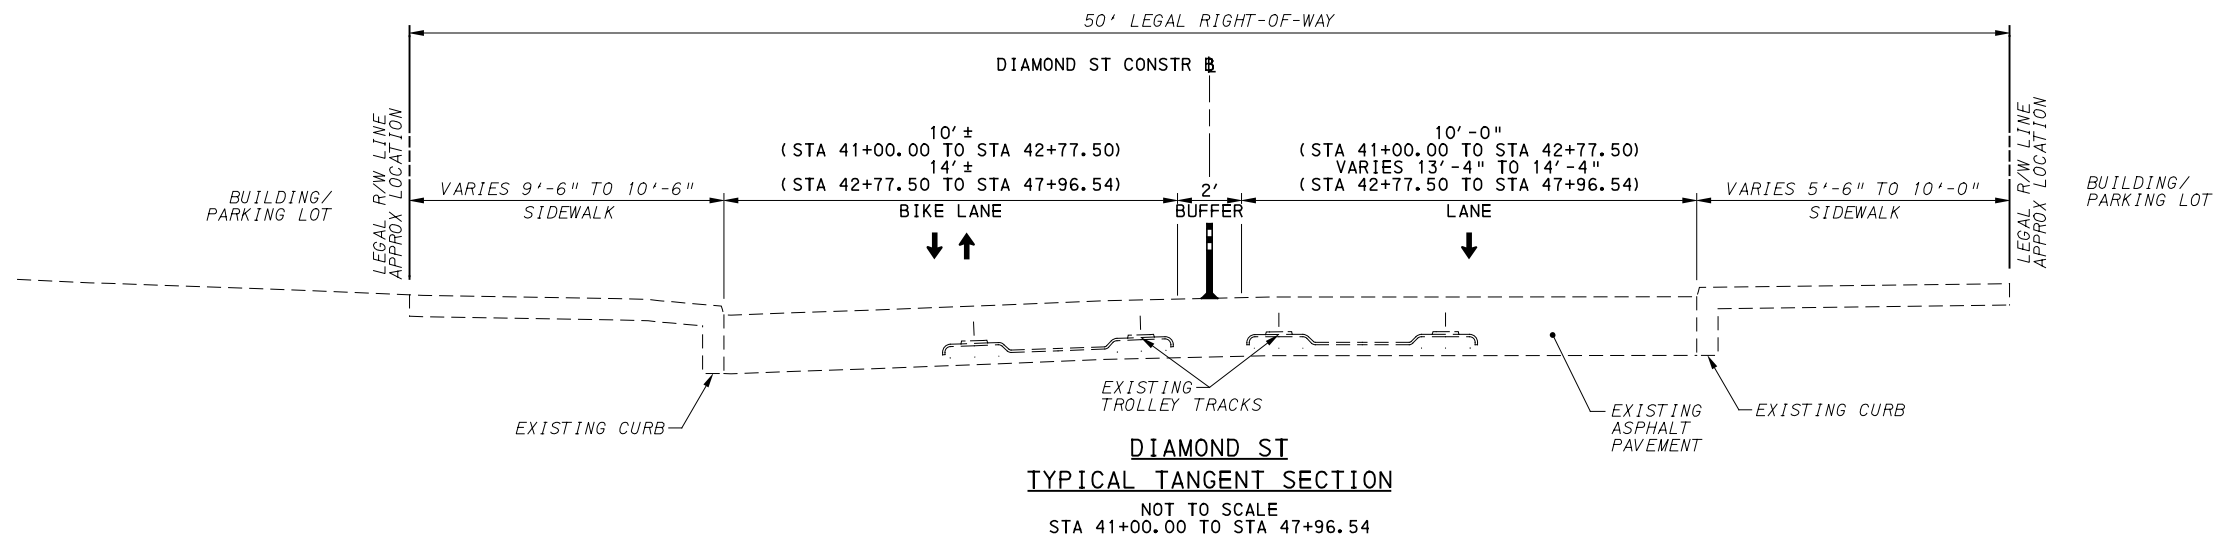 50' LEGAL RIGHT-OF-WAY
DIAMOND ST CONSTR ℄
LEGAL R/W LINE
APPROX LOCATION
10'±
(STA 41+00.00 TO STA 42+77.50)
14'±
(STA 42+77.50 TO STA 47+96.54)
10'-0"
(STA 41+00.00 TO STA 42+77.50)
VARIES 13'-4" TO 14'-4"
(STA 42+77.50 TO STA 47+96.54)
LEGAL R/W LINE
APPROX LOCATION
BUILDING/
PARKING LOT
VARIES 9'-6" TO 10'-6"
SIDEWALK
BIKE LANE
2'
BUFFER
LANE
VARIES 5'-6" TO 10'-0"
SIDEWALK
BUILDING/
PARKING LOT
EXISTING CURB
EXISTING
TROLLEY TRACKS
EXISTING
ASPHALT
PAVEMENT
EXISTING CURB
DIAMOND ST
TYPICAL TANGENT SECTION
NOT TO SCALE
STA 41+00.00 TO STA 47+96.54